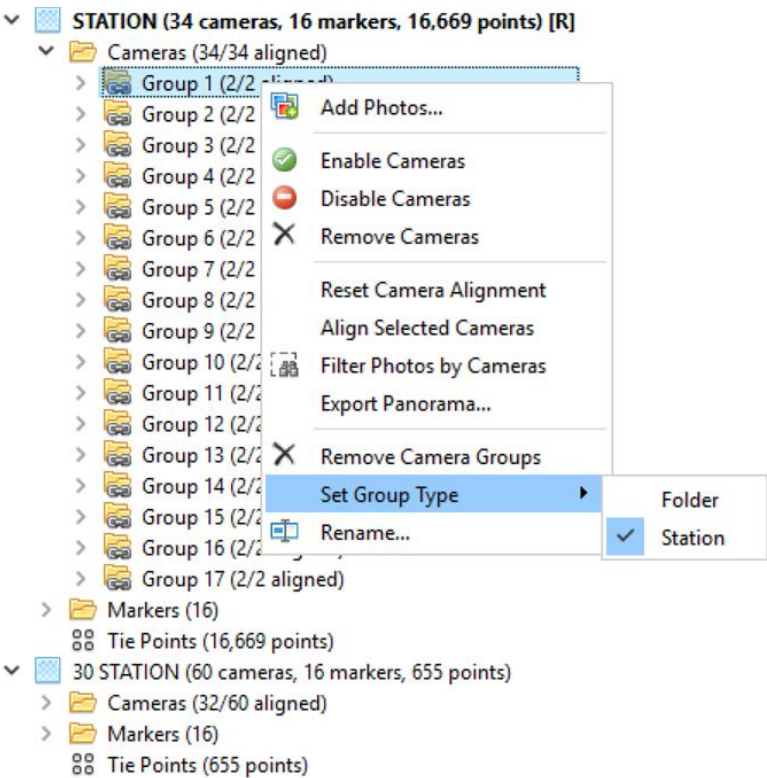 STATION (34 cameras, 16 markers, 16,669 points) [R]
Cameras (34/34 aligned)
Group 1 (2/2 aligned)
Group 2 (2/2
Group 3 (2/2
Group 4 (2/2
Group 5 (2/2
Group 6 (2/2
Group 7 (2/2
Group 8 (2/2
Group 9 (2/2
Group 10 (2/2
Group 11 (2/2
Group 12 (2/2
Group 13 (2/2
Group 14 (2/2
Group 15 (2/2
Group 16 (2/2 aligned)
Group 17 (2/2 aligned)
Markers (16)
Tie Points (16,669 points)
30 STATION (60 cameras, 16 markers, 655 points)
Cameras (32/60 aligned)
Markers (16)
Tie Points (655 points)
Add Photos...
Enable Cameras
Disable Cameras
Remove Cameras
Reset Camera Alignment
Align Selected Cameras
Filter Photos by Cameras
Export Panorama...
Remove Camera Groups
Set Group Type
Rename...
Folder
Station